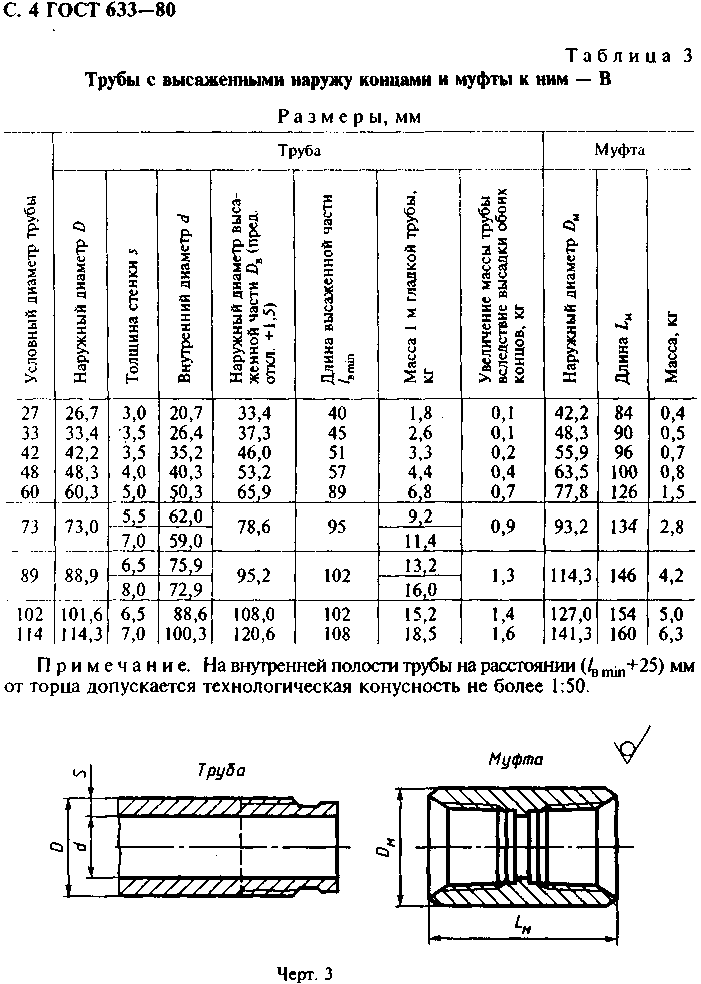 С. 4 ГОСТ 633—80
Таблица 3
Трубы с высаженными наружу концами и муфты к ним — В
Размеры, мм
Труба Муфта
Условный диаметр трубы
Наружный диаметр D
Толщина стенки s
Внутренний диаметр d
Наружный диаметр выса-
женной части Dв (пред.
откл. +1,5)
Длина высаженной части
lв min
Масса 1 м гладкой трубы,
кг
Увеличение массы трубы
вследствие высадки обоих
концов, кг
Наружный диаметр Dм
Длина Lм
Масса, кг
27 26,7 3,0 20,7 33,4 40 1,8 0,1 42,2 84 0,4
33 33,4 3,5 26,4 37,3 45 2,6 0,1 48,3 90 0,5
42 42,2 3,5 35,2 46,0 51 3,3 0,2 55,9 96 0,7
48 48,3 4,0 40,3 53,2 57 4,4 0,4 63,5 100 0,8
60 60,3 5,0 50,3 65,9 89 6,8 0,7 77,8 126 1,5
73 73,0 5,5 62,0 78,6 95 9,2 0,9 93,2 134 2,8
7,0 59,0 11,4
89 88,9 6,5 75,9 95,2 102 13,2 1,3 114,3 146 4,2
8,0 72,9 16,0
102 101,6 6,5 88,6 108,0 102 15,2 1,4 127,0 154 5,0
114 114,3 7,0 100,3 120,6 108 18,5 1,6 141,3 160 6,3
Примечание. На внутренней полости трубы на расстоянии (lв min+25) мм
от торца допускается технологическая конусность не более 1:50.
Труба
Муфта
S
D
d
Dм
Lм
Черт. 3